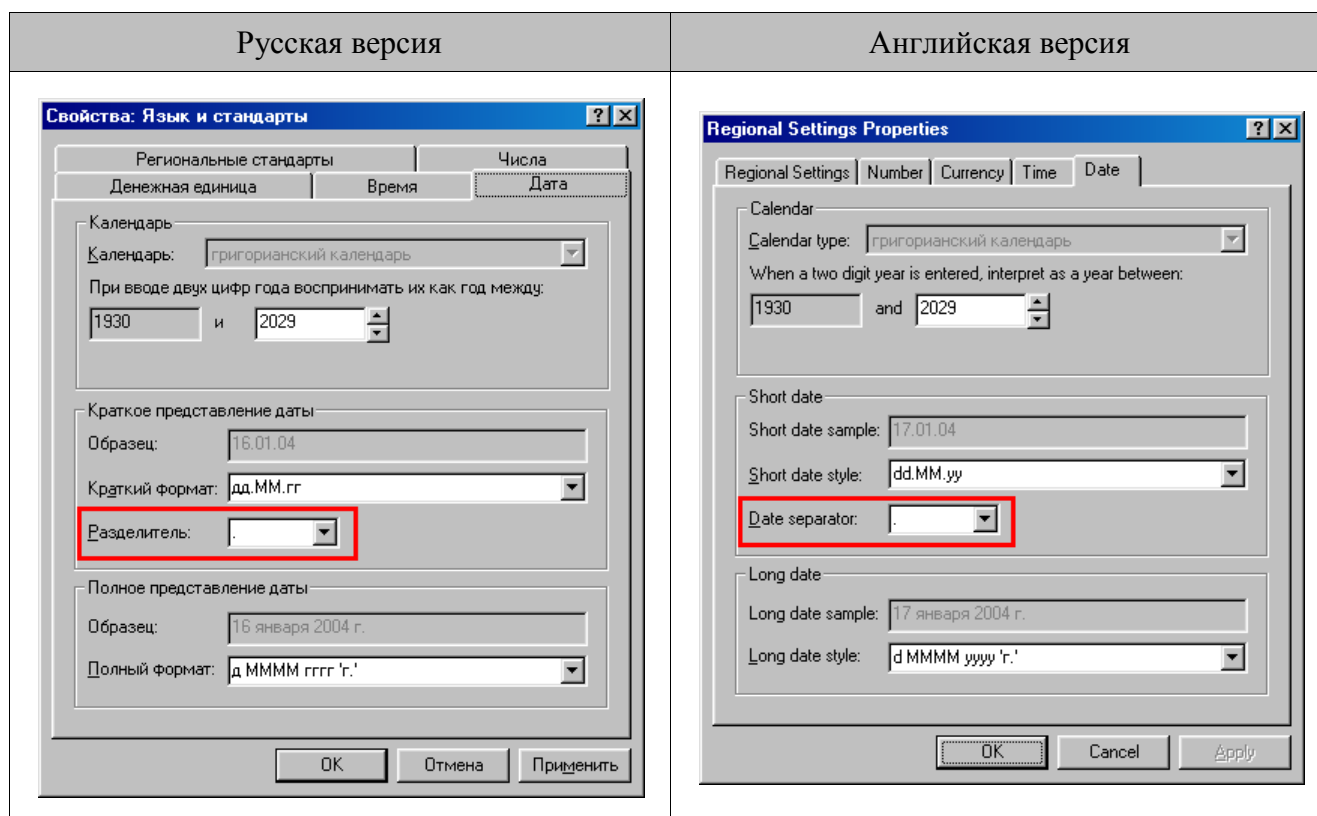 Русская версия
Английская версия
Свойства: Язык и стандарты
Региональные стандарты Числа
Денежная единица Время Дата
Календарь
Календарь: григорианский календарь
При вводе двух цифр года воспринимать их как год между:
1930 и 2029
Краткое представление даты
Образец: 16.01.04
Краткий формат: дд.ММ.гг
Разделитель: .
Полное представление даты
Образец: 16 января 2004 г.
Полный формат: д ММММ гггг 'г.'
OK Отмена Применить
Regional Settings Properties
Regional Settings Number Currency Time Date
Calendar
Calendar type: григорианский календарь
When a two digit year is entered, interpret as a year between:
1930 and 2029
Short date
Short date sample: 17.01.04
Short date style: dd.MM.yy
Date separator: .
Long date
Long date sample: 17 января 2004 г.
Long date style: d MMMM yyyy 'г.'
OK Cancel Apply